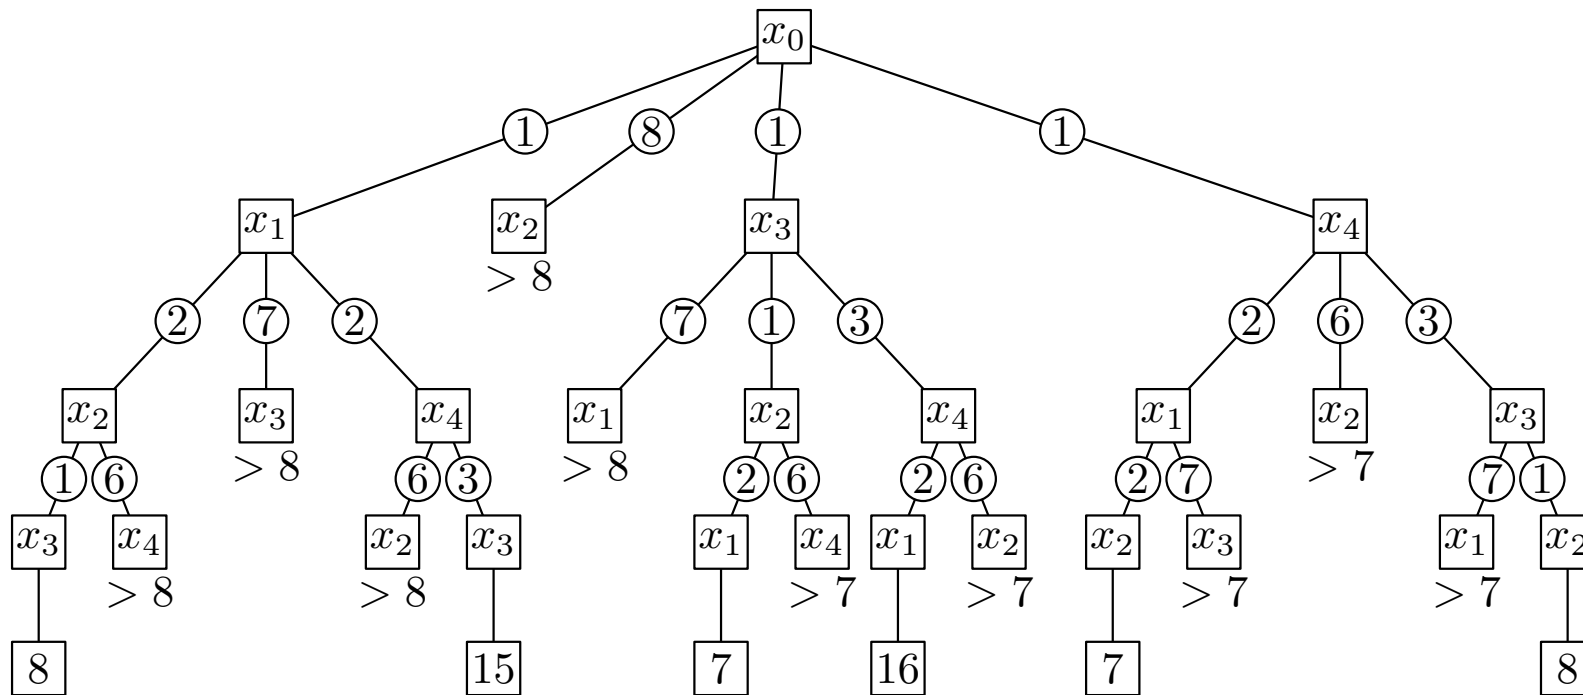 x₀
1 8 1 1
x₁ x₂ x₃ x₄
> 8
2 7 2 7 1 3 2 6 3
x₂ x₃ x₄ x₁ x₂ x₄ x₁ x₂ x₃
> 8 > 8 > 7
1 6 6 3 2 6 2 6 2 7 7 1
x₃ x₄ x₂ x₃ x₁ x₄ x₁ x₂ x₂ x₃ x₁ x₂
> 8 > 8 > 7 > 7 > 7 > 7
8 15 7 16 7 8